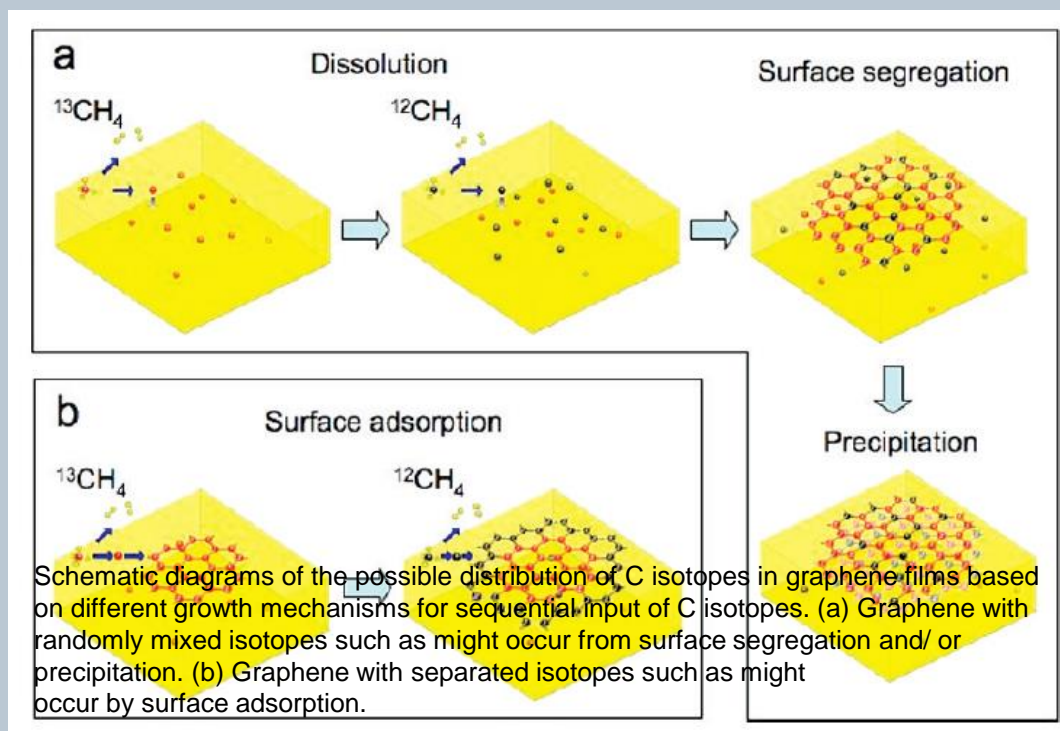 a
Dissolution
Surface segregation
¹³CH₄
¹²CH₄
Precipitation
b
Surface adsorption
¹³CH₄
¹²CH₄
Schematic diagrams of the possible distribution of C isotopes in graphene films based
on different growth mechanisms for sequential input of C isotopes. (a) Graphene with
randomly mixed isotopes such as might occur from surface segregation and/ or
precipitation. (b) Graphene with separated isotopes such as might
occur by surface adsorption.